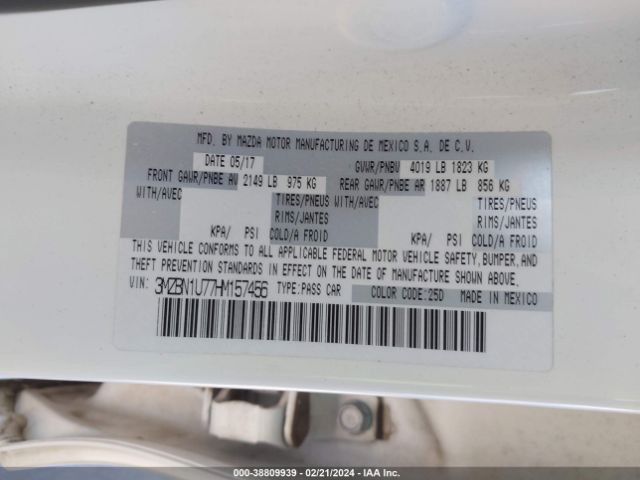 MFD. BY MAZDA MOTOR MANUFACTURING DE MEXICO S.A. DE C.V.
DATE 05/17 GVWR/PNBV 4019 LB 1823 KG
FRONT GAWR/PNBE AV 2149 LB 975 KG REAR GAWR/PNBE AR 1887 LB 856 KG
WITH/AVEC TIRES/PNEUS WITH/AVEC TIRES/PNEUS
RIMS/JANTES RIMS/JANTES
KPA/ PSI COLD/A FROID KPA/ PSI COLD/A FROID
THIS VEHICLE CONFORMS TO ALL APPLICABLE FEDERAL MOTOR VEHICLE SAFETY, BUMPER, AND
THEFT PREVENTION STANDARDS IN EFFECT ON THE DATE OF MANUFACTURE SHOWN ABOVE.
VIN: 3MZBN1U77HM157456 TYPE:PASS CAR COLOR CODE:25D MADE IN MEXICO
000-38809939 - 02/21/2024 - IAA Inc.